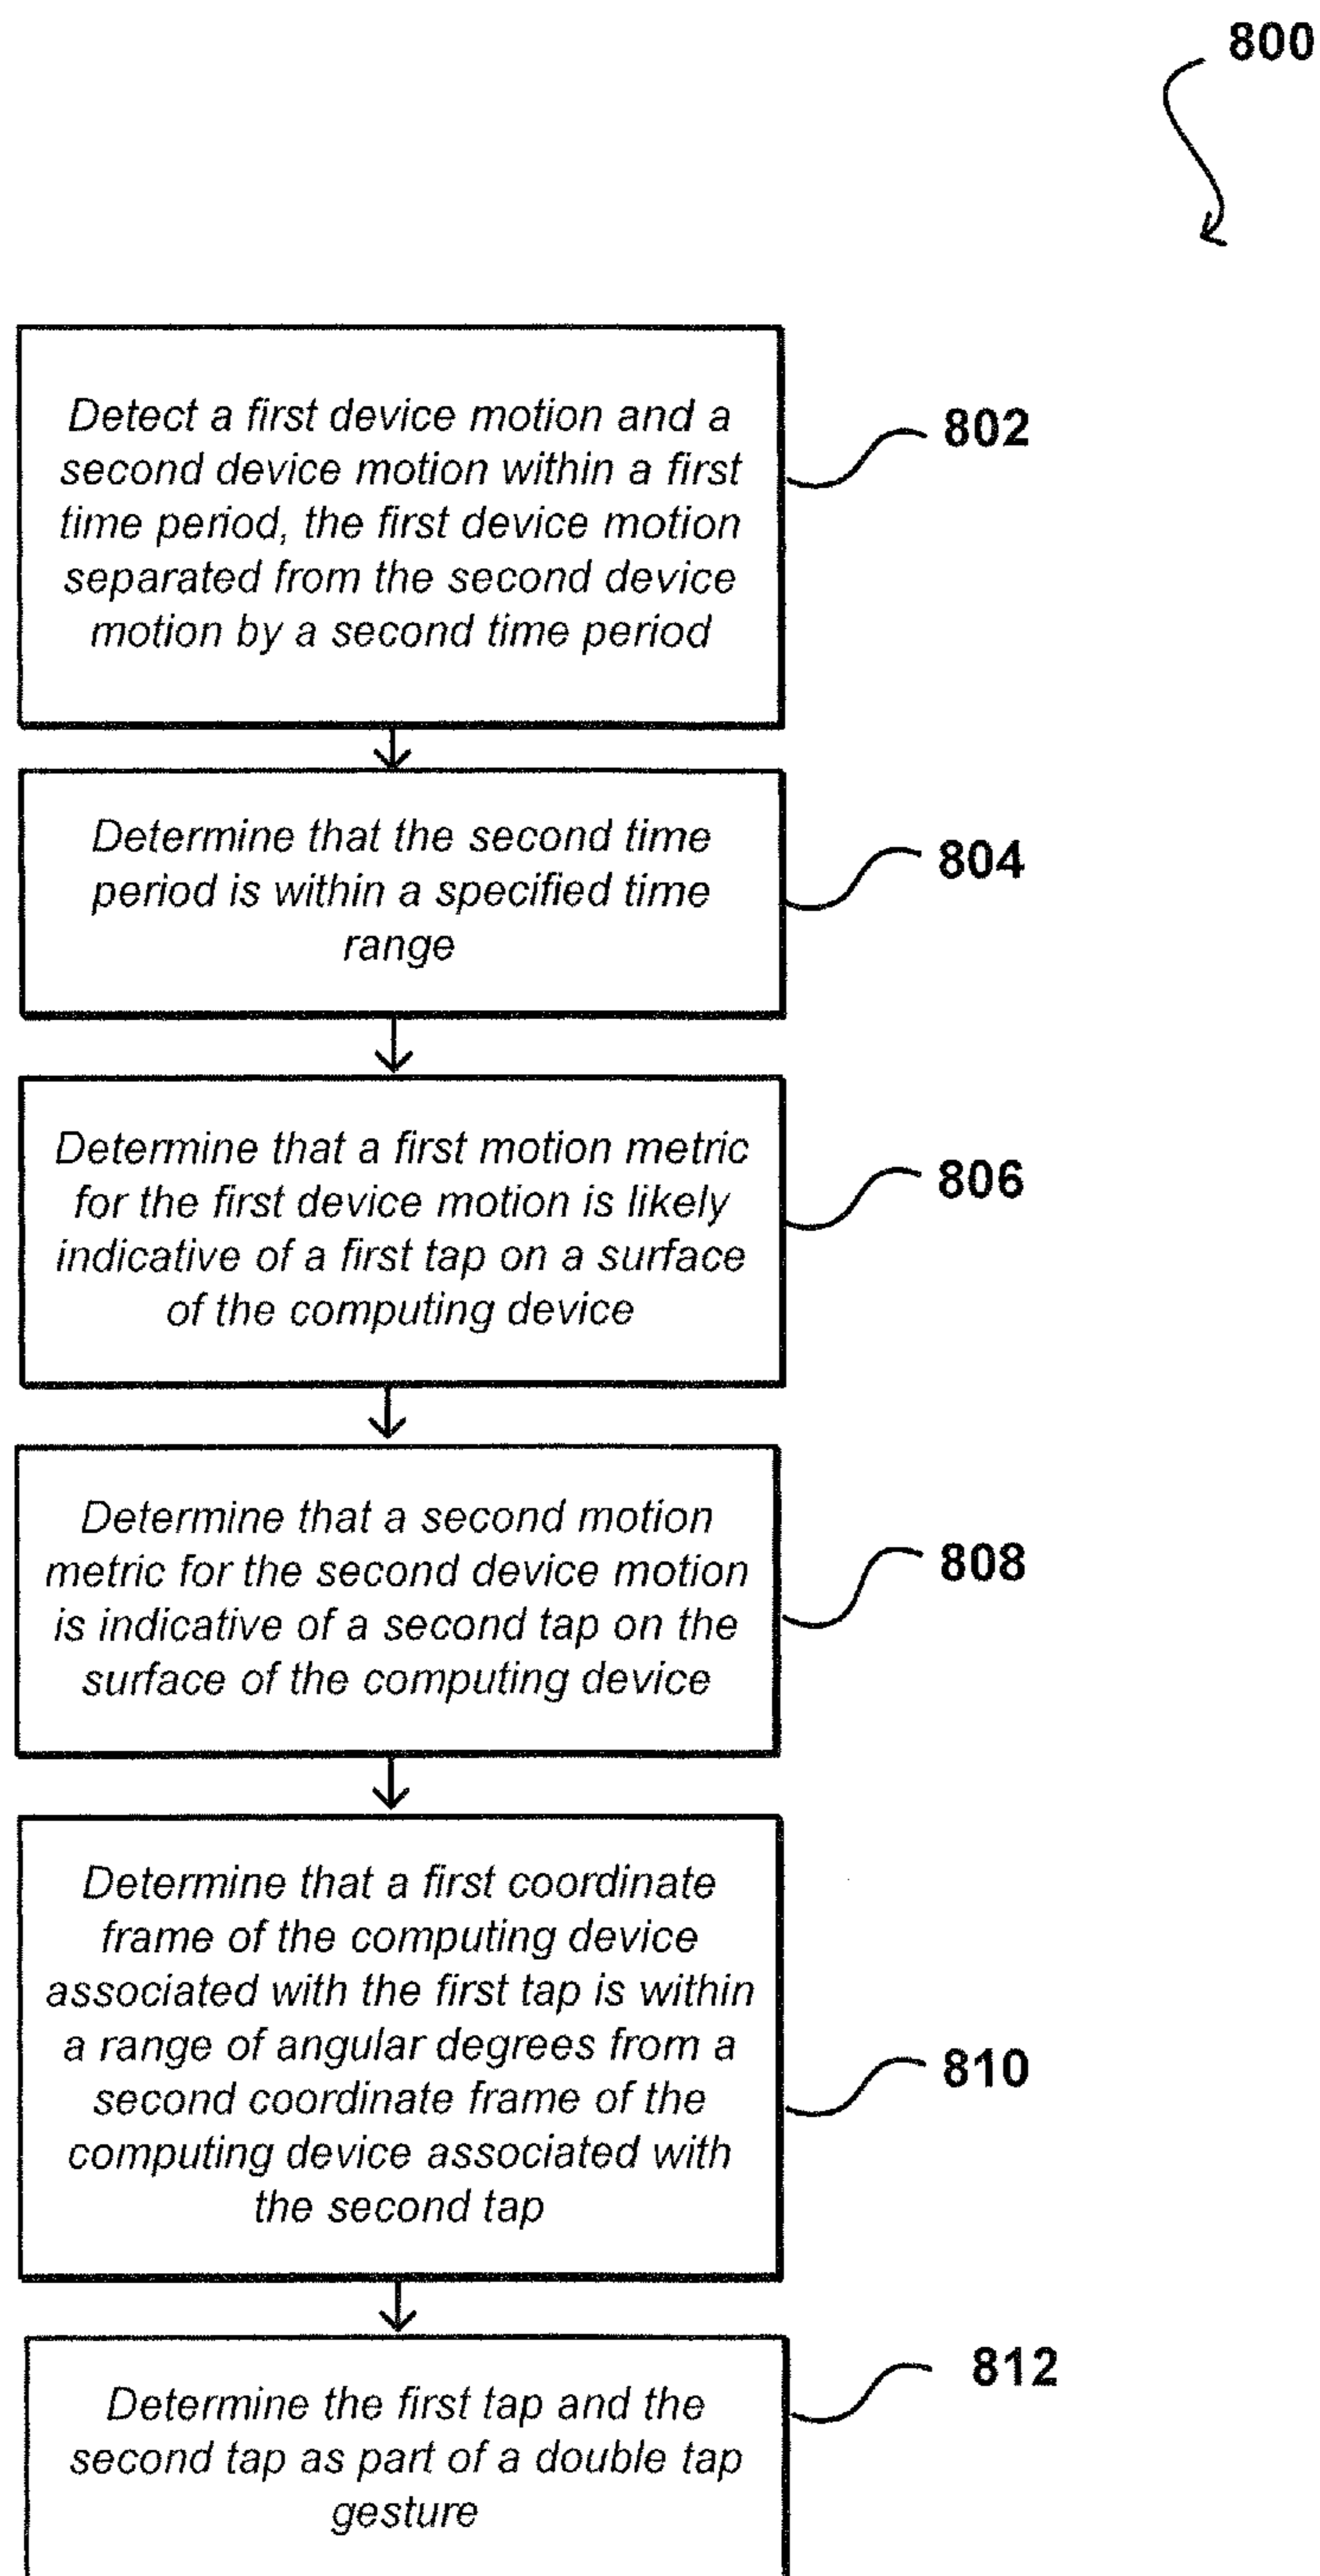 800
Detect a first device motion and a
second device motion within a first
time period, the first device motion
separated from the second device
motion by a second time period
802
Determine that the second time
period is within a specified time
range
804
Determine that a first motion metric
for the first device motion is likely
indicative of a first tap on a surface
of the computing device
806
Determine that a second motion
metric for the second device motion
is indicative of a second tap on the
surface of the computing device
808
Determine that a first coordinate
frame of the computing device
associated with the first tap is within
a range of angular degrees from a
second coordinate frame of the
computing device associated with
the second tap
810
Determine the first tap and the
second tap as part of a double tap
gesture
812